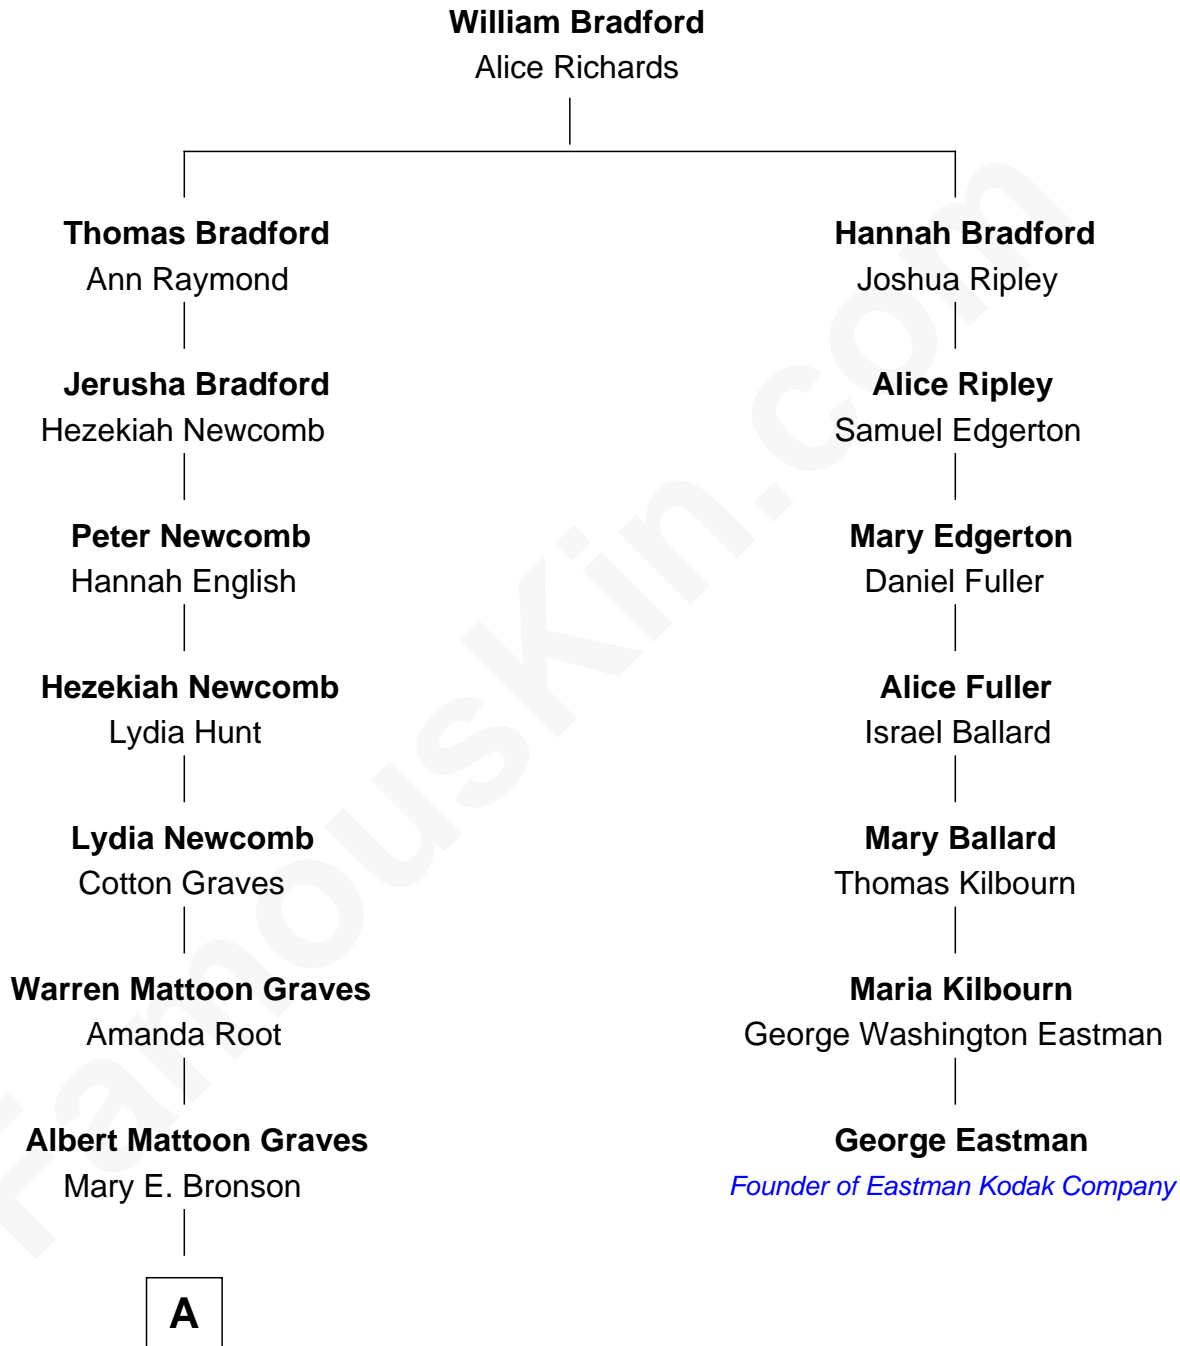 William Bradford
Alice Richards
Thomas Bradford
Ann Raymond
Jerusha Bradford
Hezekiah Newcomb
Peter Newcomb
Hannah English
Hezekiah Newcomb
Lydia Hunt
Lydia Newcomb
Cotton Graves
Warren Mattoon Graves
Amanda Root
Albert Mattoon Graves
Mary E. Bronson
A
Hannah Bradford
Joshua Ripley
Alice Ripley
Samuel Edgerton
Mary Edgerton
Daniel Fuller
Alice Fuller
Israel Ballard
Mary Ballard
Thomas Kilbourn
Maria Kilbourn
George Washington Eastman
George Eastman
Founder of Eastman Kodak Company
FamousKin.com